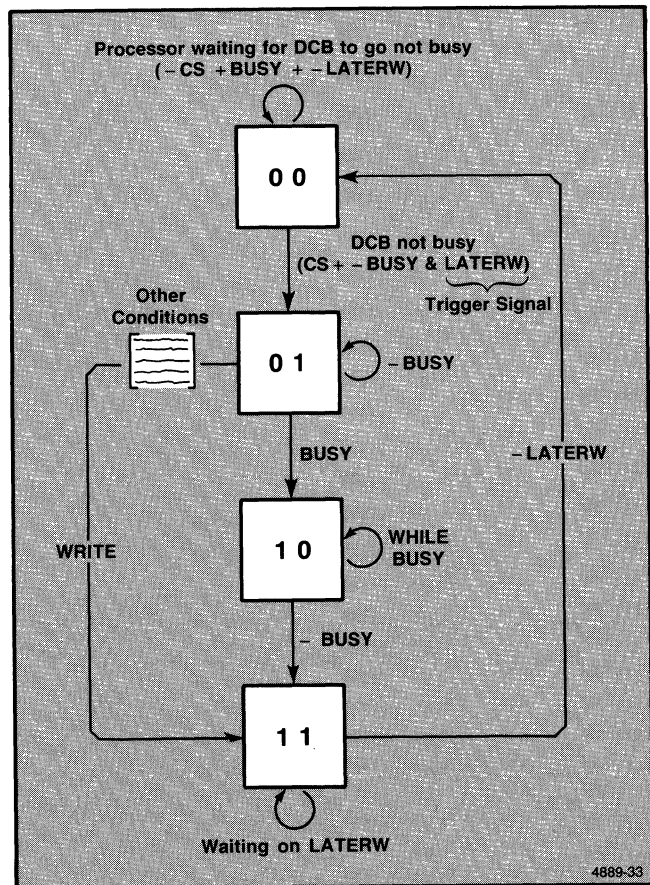 Processor waiting for DCB to go not busy
(– CS + BUSY + – LATERW)
0 0
DCB not busy
(CS + – BUSY & LATERW)
Trigger Signal
Other
Conditions
0 1
– BUSY
BUSY
– LATERW
1 0
WHILE
BUSY
WRITE
– BUSY
1 1
Waiting on LATERW
4889-33